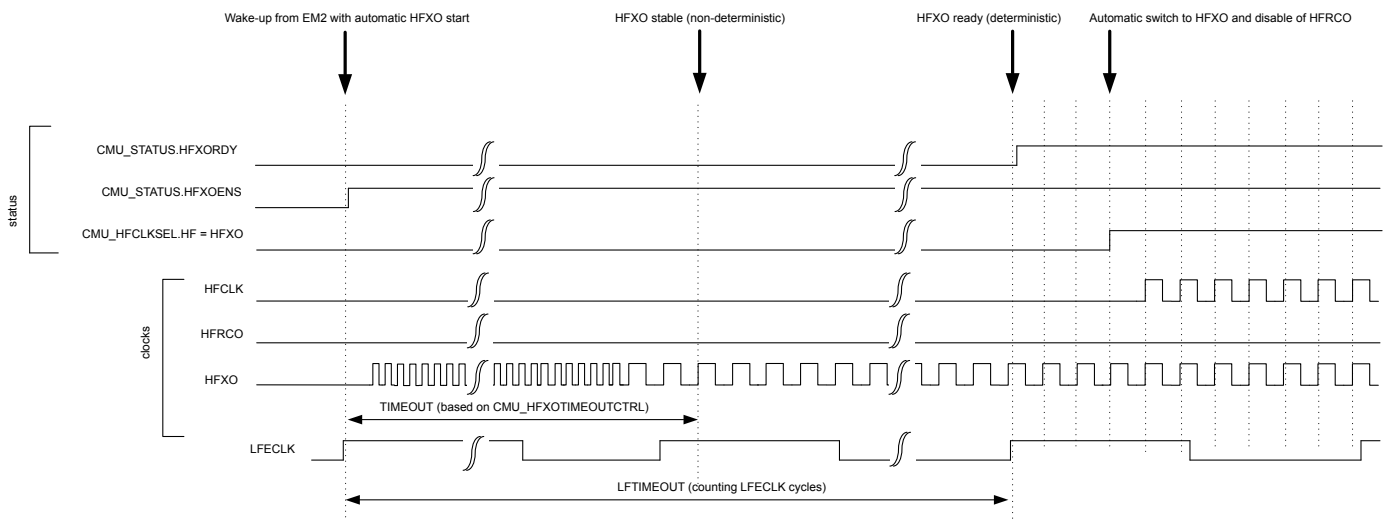 Wake-up from EM2 with automatic HFXO start
HFXO stable (non-deterministic)
HFXO ready (deterministic)
Automatic switch to HFXO and disable of HFRCO
status
CMU_STATUS.HFXORDY
CMU_STATUS.HFXOENS
CMU_HFCLKSEL.HF = HFXO
clocks
HFCLK
HFRCO
HFXO
TIMEOUT (based on CMU_HFXOTIMEOUTCTRL)
LFECLK
LFTIMEOUT (counting LFECLK cycles)